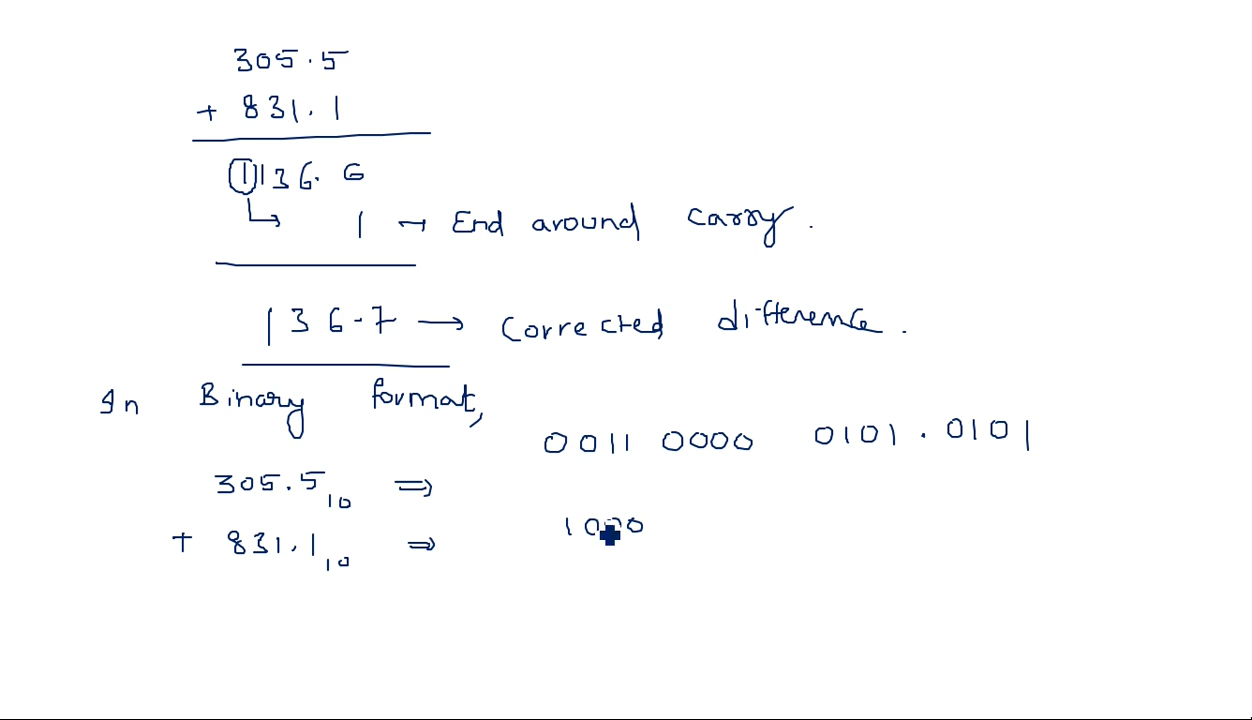 305.5
+ 831.1
1136.6
1 → End around carry.
136.7 → Corrected difference.
In Binary format,
0011 0000 0101.0101
305.5₁₀ ⇒
1000
+ 831.1₁₀ ⇒